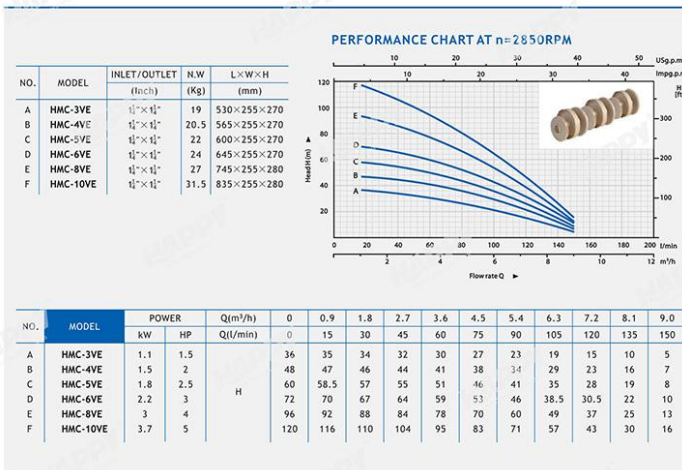 PERFORMANCE CHART AT n=2850RPM
NO. MODEL INLET/OUTLET (Inch) N.W (Kg) L×W×H (mm)
A HMC-3VE 1¼"×1¼" 19 530×255×270
B HMC-4VE 1¼"×1¼" 20.5 565×255×270
C HMC-5VE 1¼"×1¼" 22 600×255×270
D HMC-6VE 1¼"×1¼" 24 645×255×270
E HMC-8VE 1¼"×1¼" 27 745×255×280
F HMC-10VE 1¼"×1¼" 31.5 835×255×280
10 20 30 40 50 USg.p.m
10 20 30 40 Impg.p.m
H
[ft
120
100
80
60
40
20
Head H (m)
F
E
D
C
B
A
300
200
100
0 20 40 60 80 100 120 140 160 180 200 l/min
2 4 6 8 10 12 m³/h
Flow rate Q
NO. MODEL POWER Q(m³/h) 0 0.9 1.8 2.7 3.6 4.5 5.4 6.3 7.2 8.1 9.0
kW HP Q(l/min) 0 15 30 45 60 75 90 105 120 135 150
A HMC-3VE 1.1 1.5 36 35 34 32 30 27 23 19 15 10 5
B HMC-4VE 1.5 2 48 47 46 44 41 38 34 29 23 16 7
C HMC-5VE 1.8 2.5 60 58.5 57 55 51 46 41 35 28 19 8
H
D HMC-6VE 2.2 3 72 70 67 64 59 53 46 38.5 30.5 22 10
E HMC-8VE 3 4 96 92 88 84 78 70 60 49 37 25 13
F HMC-10VE 3.7 5 120 116 110 104 95 83 71 57 43 30 16
HAPPY